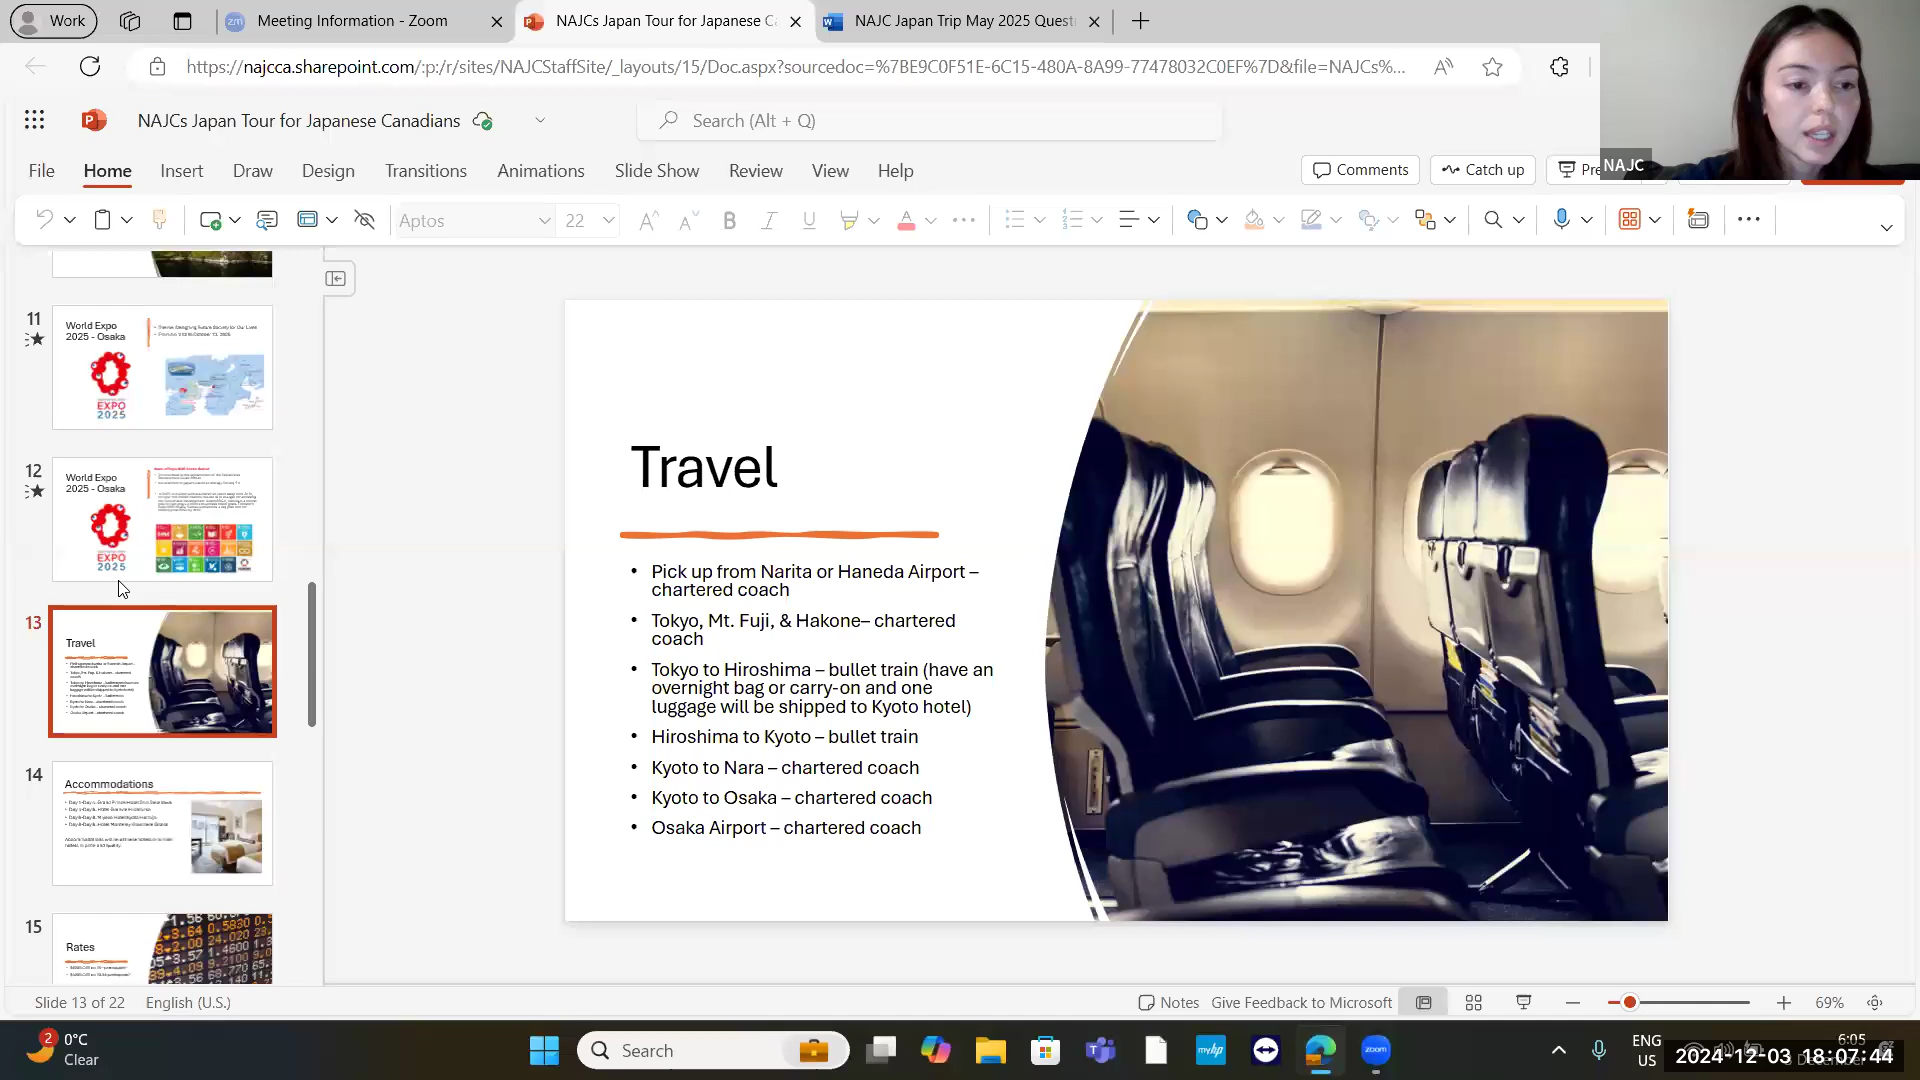 Work
Meeting Information - Zoom
NAJCs Japan Tour for Japanese C
NAJC Japan Trip May 2025 Quest
https://najcca.sharepoint.com/:p:/r/sites/NAJCStaffSite/_layouts/15/Doc.aspx?sourcedoc=%7BE9C0F51E-6C15-480A-8A99-77478032C0EF%7D&file=NAJCs%...
NAJCs Japan Tour for Japanese Canadians
Search (Alt + Q)
File Home Insert Draw Design Transitions Animations Slide Show Review View Help
Comments
Catch up
Pre
NAJC
Aptos
22
11
World Expo
2025 - Osaka
EXPO
2025
12
World Expo
2025 - Osaka
EXPO
2025
13
Travel
14
Accommodations
15
Rates
Travel
• Pick up from Narita or Haneda Airport –
chartered coach
• Tokyo, Mt. Fuji, & Hakone– chartered
coach
• Tokyo to Hiroshima – bullet train (have an
overnight bag or carry-on and one
luggage will be shipped to Kyoto hotel)
• Hiroshima to Kyoto – bullet train
• Kyoto to Nara – chartered coach
• Kyoto to Osaka – chartered coach
• Osaka Airport – chartered coach
Slide 13 of 22
English (U.S.)
Notes
Give Feedback to Microsoft
69%
2
0°C
Clear
Search
myhp
zoom
ENG
US
6:05
2024-12-03 18:07:44